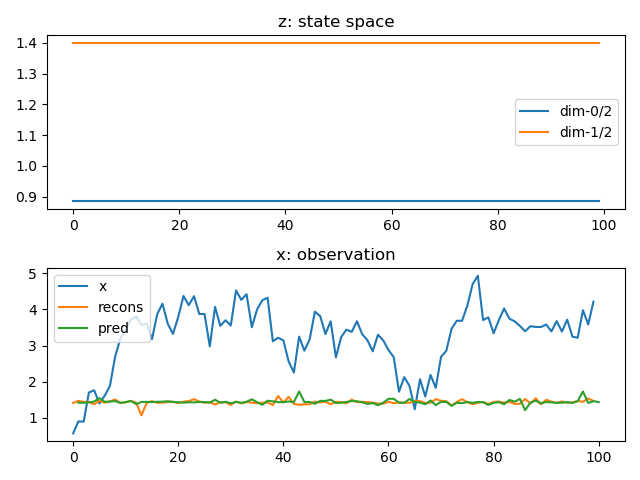 z: state space
1.4
1.3
1.2
1.1
1.0
0.9
dim-0/2
dim-1/2
0 20 40 60 80 100
x: observation
5
4
3
2
1
x
recons
pred
0 20 40 60 80 100